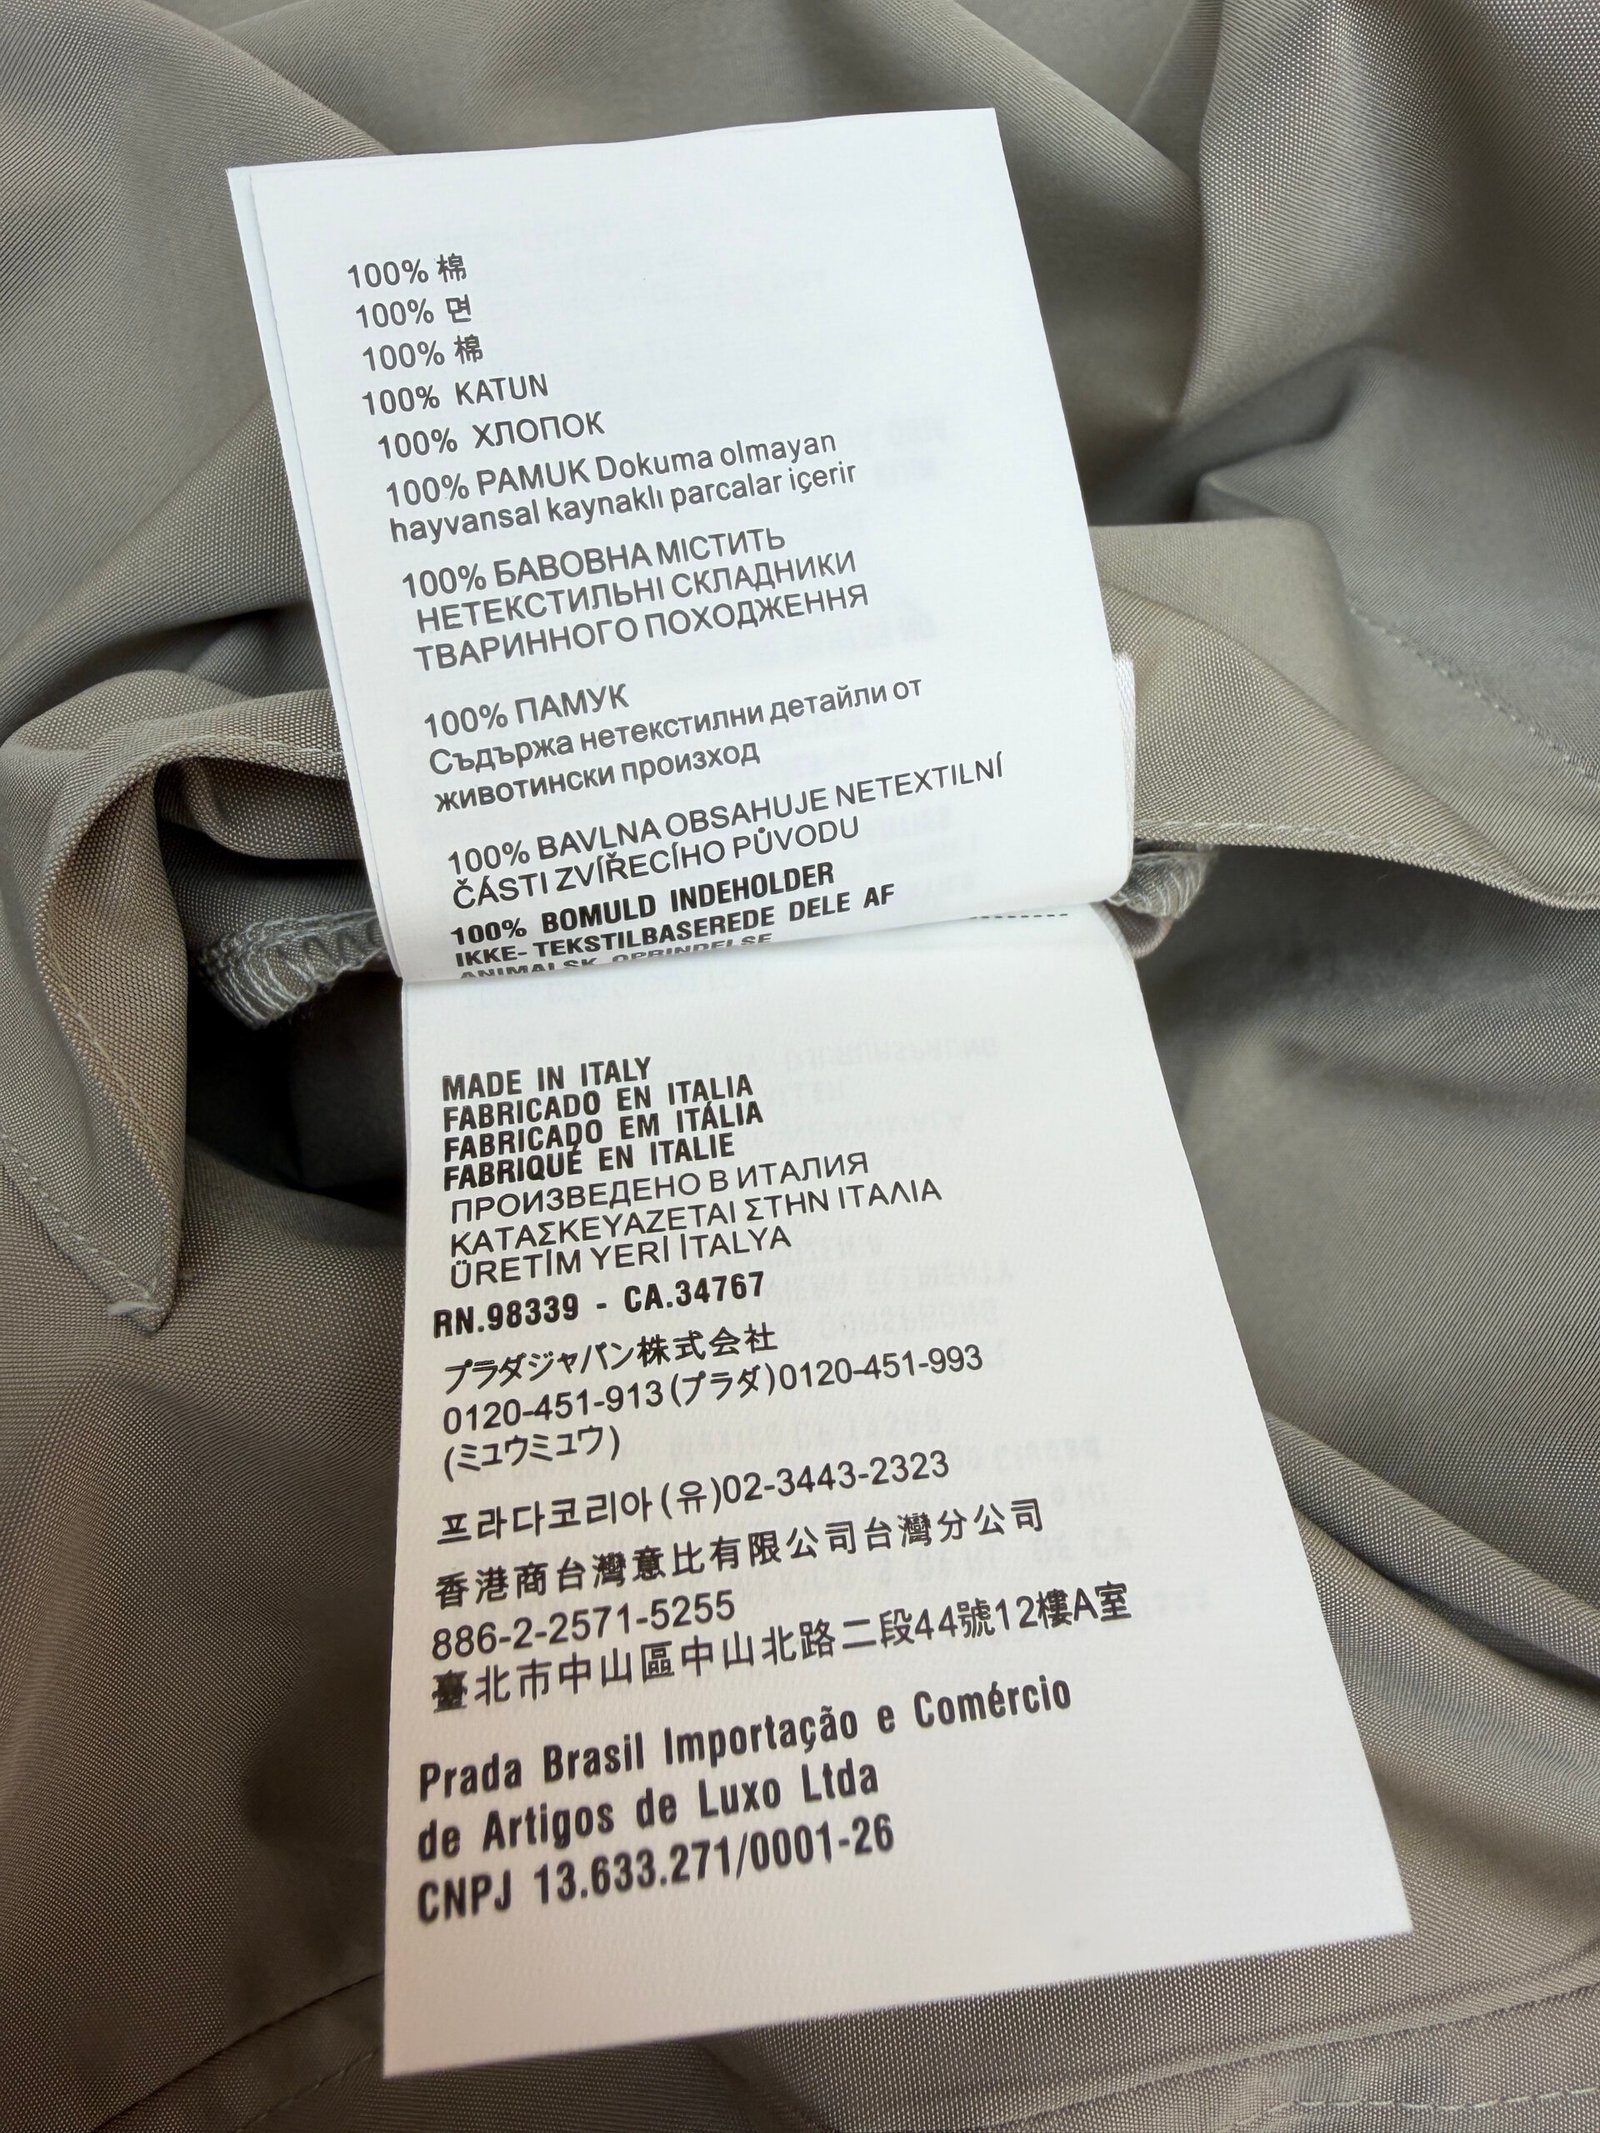 100% 棉
100% 면
100% 棉
100% KATUN
100% ХЛОПОК
100% PAMUK Dokuma olmayan
hayvansal kaynaklı parcalar içerir
100% БАВОВНА МІСТИТЬ
НЕТЕКСТИЛЬНІ СКЛАДНИКИ
ТВАРИННОГО ПОХОДЖЕННЯ
100% ПАМУК
Съдържа нетекстилни детайли от
животински произход
100% BAVLNA OBSAHUJE NETEXTILNÍ
ČÁSTI ZVÍŘECÍHO PŮVODU
100% BOMULD INDEHOLDER
IKKE- TEKSTILBASEREDE DELE AF
ANIMALSK OPRINDELSE
MADE IN ITALY
FABRICADO EN ITALIA
FABRICADO EM ITÁLIA
FABRIQUÉ EN ITALIE
ПРОИЗВЕДЕНО В ИТАЛИЯ
ΚΑΤΑΣΚΕΥΑΖΕΤΑΙ ΣΤΗΝ ΙΤΑΛΙΑ
ÜRETİM YERİ İTALYA
RN.98339 - CA.34767
プラダジャパン株式会社
0120-451-913(プラダ)0120-451-993
(ミュウミュウ)
프라다코리아(유)02-3443-2323
香港商台灣意比有限公司台灣分公司
886-2-2571-5255
臺北市中山區中山北路二段44號12樓A室
Prada Brasil Importação e Comércio
de Artigos de Luxo Ltda
CNPJ 13.633.271/0001-26